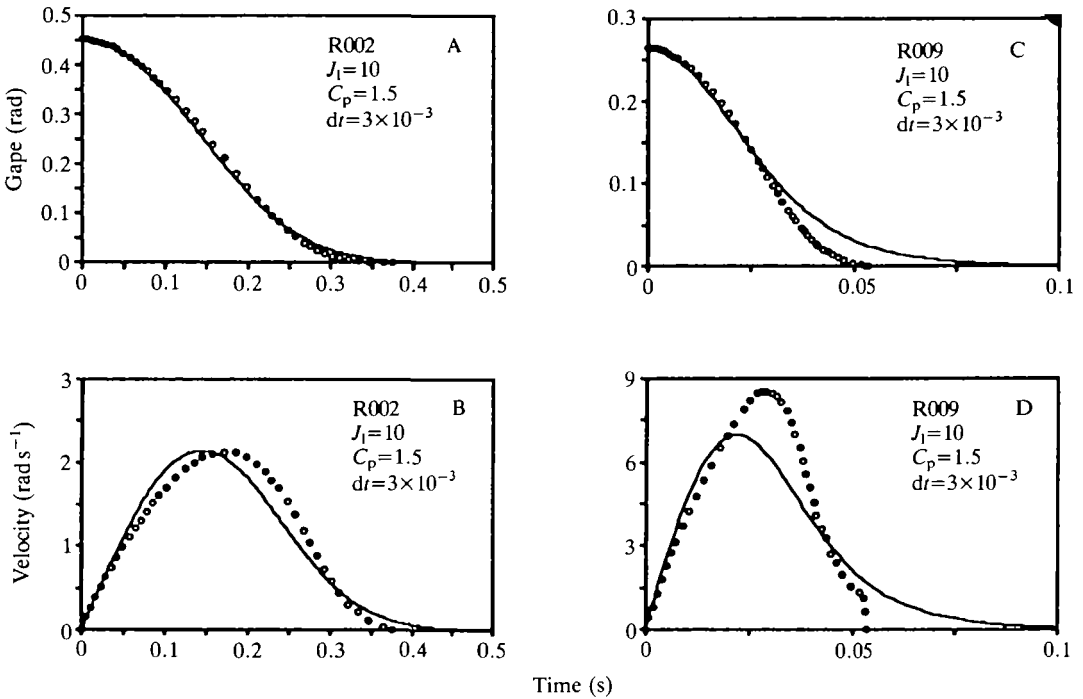 Gape (rad)
0.5
0.4
0.3
0.2
0.1
0
0
0.1
0.2
0.3
0.4
0.5
R002
A
J₁=10
Cₚ=1.5
dt=3×10⁻³
0.3
0.2
0.1
0
0
0.05
0.1
R009
C
J₁=10
Cₚ=1.5
dt=3×10⁻³
Velocity (rad s⁻¹)
3
2
1
0
0
0.1
0.2
0.3
0.4
0.5
R002
B
J₁=10
Cₚ=1.5
dt=3×10⁻³
9
6
3
0
0
0.05
0.1
R009
D
J₁=10
Cₚ=1.5
dt=3×10⁻³
Time (s)